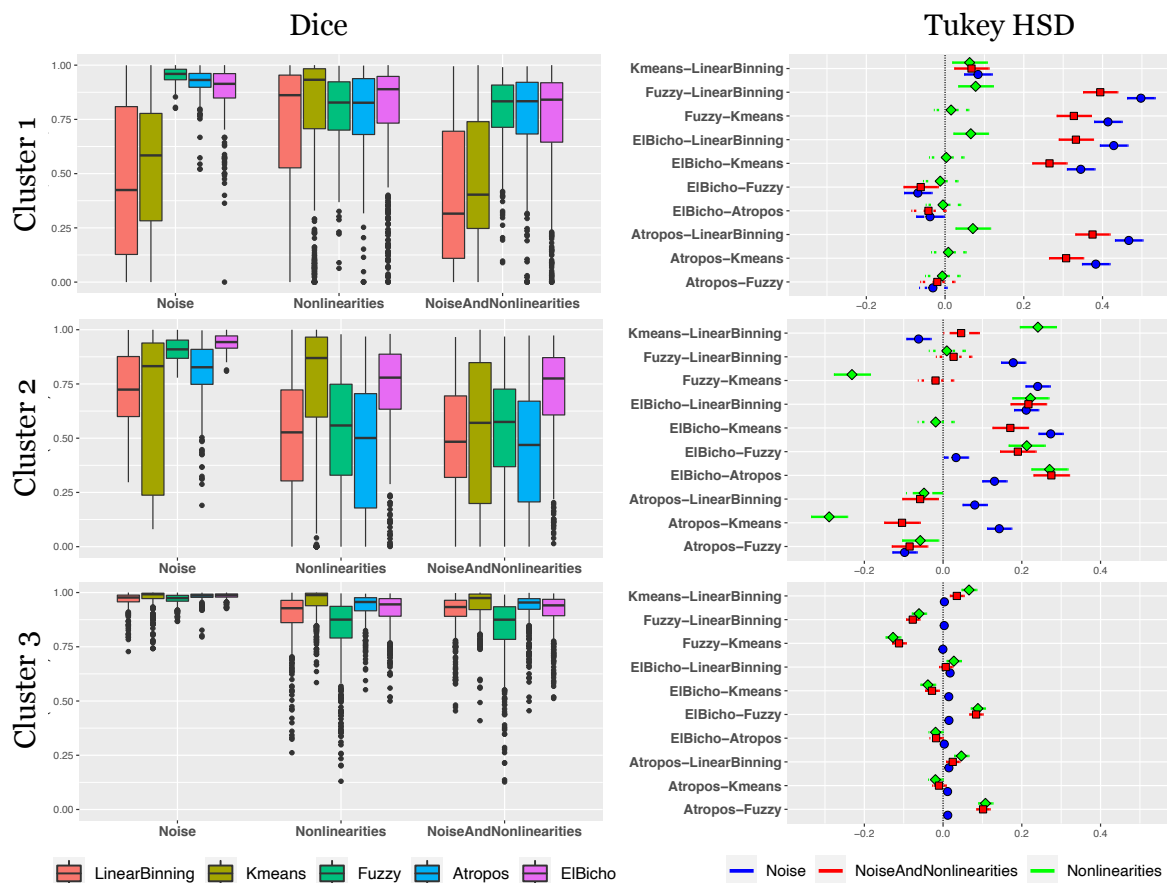 Dice
Tukey HSD
Cluster 1
1.00
0.75
0.50
0.25
0.00
Noise
Nonlinearities
NoiseAndNonlinearities
Kmeans−LinearBinning
Fuzzy−LinearBinning
Fuzzy−Kmeans
ElBicho−LinearBinning
ElBicho−Kmeans
ElBicho−Fuzzy
ElBicho−Atropos
Atropos−LinearBinning
Atropos−Kmeans
Atropos−Fuzzy
−0.2
0.0
0.2
0.4
Cluster 2
1.00
0.75
0.50
0.25
0.00
Noise
Nonlinearities
NoiseAndNonlinearities
Kmeans−LinearBinning
Fuzzy−LinearBinning
Fuzzy−Kmeans
ElBicho−LinearBinning
ElBicho−Kmeans
ElBicho−Fuzzy
ElBicho−Atropos
Atropos−LinearBinning
Atropos−Kmeans
Atropos−Fuzzy
−0.2
0.0
0.2
0.4
Cluster 3
1.00
0.75
0.50
0.25
0.00
Noise
Nonlinearities
NoiseAndNonlinearities
Kmeans−LinearBinning
Fuzzy−LinearBinning
Fuzzy−Kmeans
ElBicho−LinearBinning
ElBicho−Kmeans
ElBicho−Fuzzy
ElBicho−Atropos
Atropos−LinearBinning
Atropos−Kmeans
Atropos−Fuzzy
−0.2
0.0
0.2
0.4
LinearBinning Kmeans Fuzzy Atropos ElBicho
Noise NoiseAndNonlinearities Nonlinearities